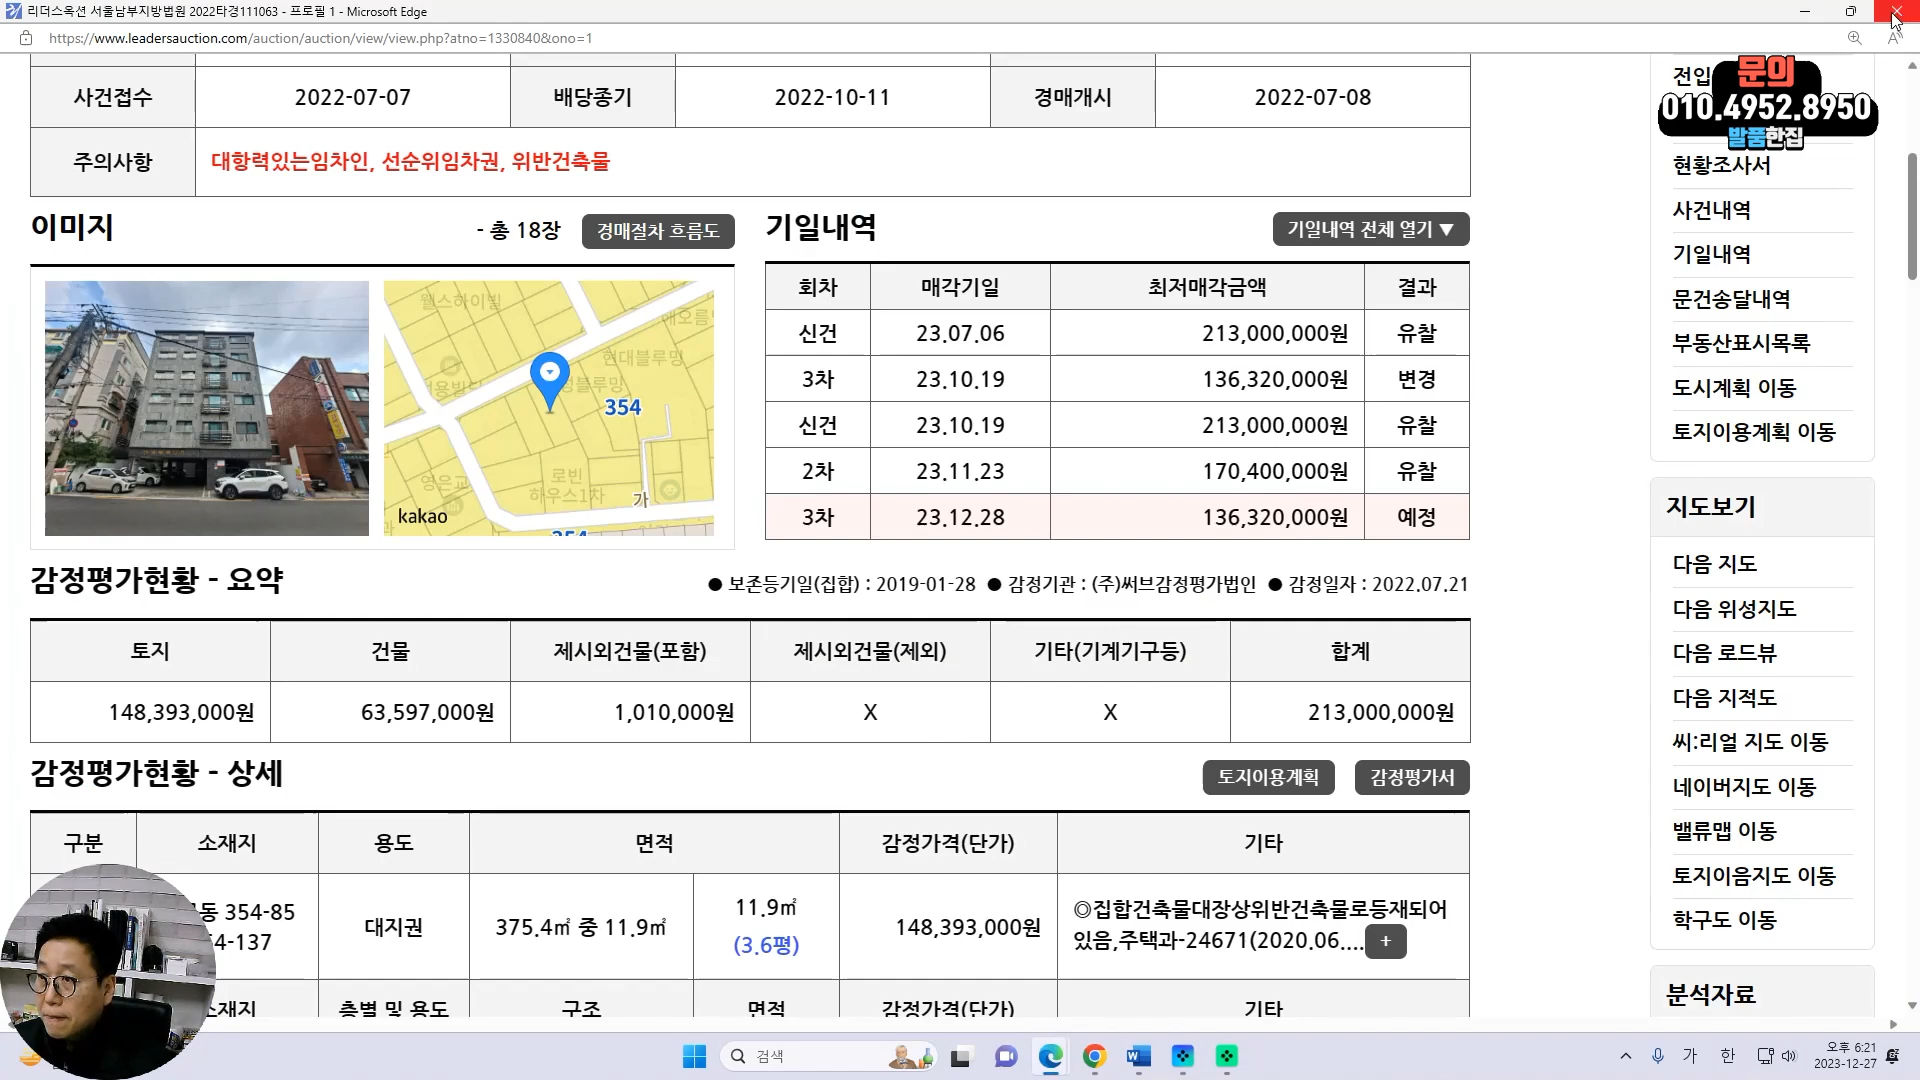 리더스옥션 서울남부지방법원 2022타경111063 - 프로필 1 - Microsoft Edge
https://www.leadersauction.com/auction/auction/view/view.php?atno=1330840&ono=1
사건접수 2022-07-07 배당종기 2022-10-11 경매개시 2022-07-08
주의사항 대항력있는임차인, 선순위임차권, 위반건축물
이미지 - 총 18장 경매절차 흐름도
kakao
354
현대블루밍
로빈
하우스1차
가
기일내역 기일내역 전체 열기 ▼
회차 매각기일 최저매각금액 결과
신건 23.07.06 213,000,000원 유찰
3차 23.10.19 136,320,000원 변경
신건 23.10.19 213,000,000원 유찰
2차 23.11.23 170,400,000원 유찰
3차 23.12.28 136,320,000원 예정
감정평가현황 - 요약 ● 보존등기일(집합) : 2019-01-28 ● 감정기관 : (주)써브감정평가법인 ● 감정일자 : 2022.07.21
토지 건물 제시외건물(포함) 제시외건물(제외) 기타(기계기구등) 합계
148,393,000원 63,597,000원 1,010,000원 X X 213,000,000원
감정평가현황 - 상세 토지이용계획 감정평가서
구분 소재지 용도 면적 감정가격(단가) 기타
동 354-85
4-137
대지권 375.4㎡ 중 11.9㎡ 11.9㎡
(3.6평)
148,393,000원
◎집합건축물대장상위반건축물로등재되어
있음,주택과-24671(2020.06.... +
소재지 층별 및 용도 구조 면적 감정가격(단가) 기타
전입
문의
010.4952.8950
발품한집
현황조사서
사건내역
기일내역
문건송달내역
부동산표시목록
도시계획 이동
토지이용계획 이동
지도보기
다음 지도
다음 위성지도
다음 로드뷰
다음 지적도
씨:리얼 지도 이동
네이버지도 이동
밸류맵 이동
토지이음지도 이동
학구도 이동
분석자료
검색
가 한
오후 6:21
2023-12-27